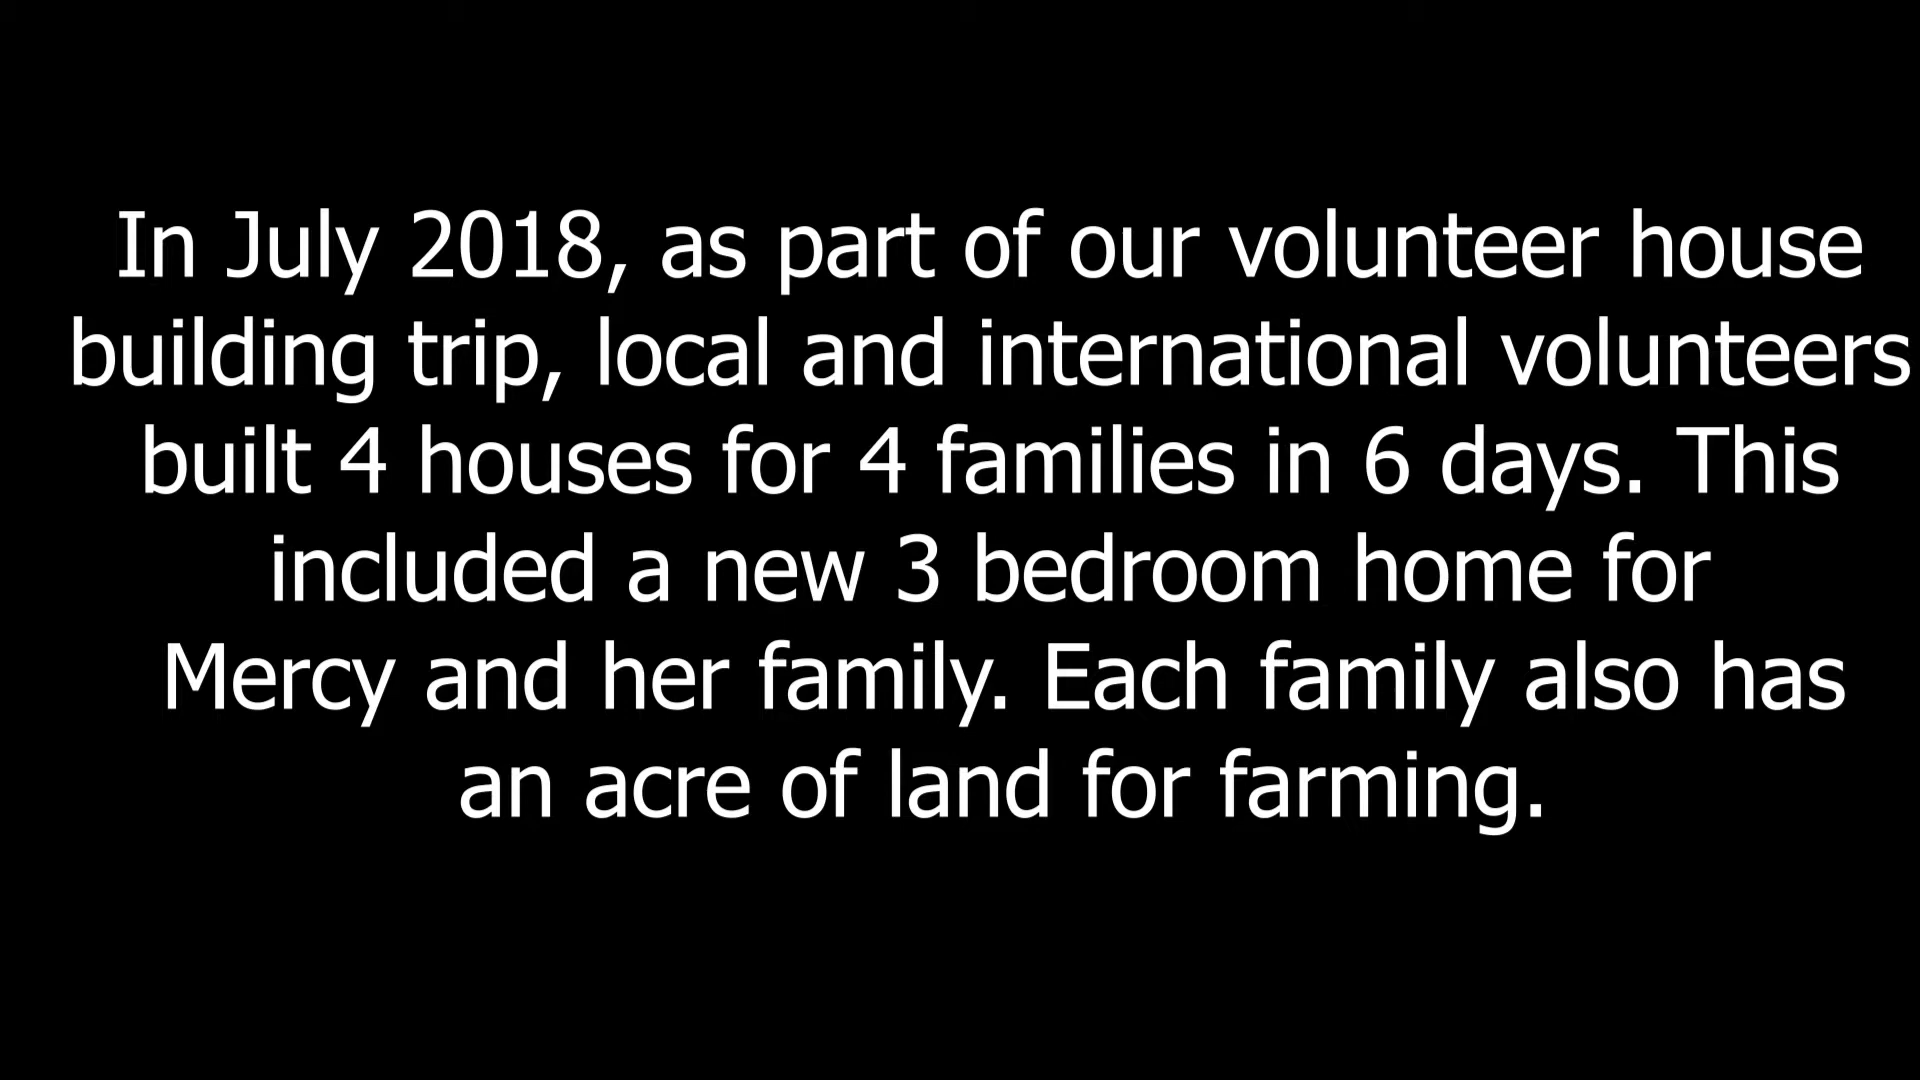 In July 2018, as part of our volunteer house
building trip, local and international volunteers
built 4 houses for 4 families in 6 days. This
included a new 3 bedroom home for
Mercy and her family. Each family also has
an acre of land for farming.